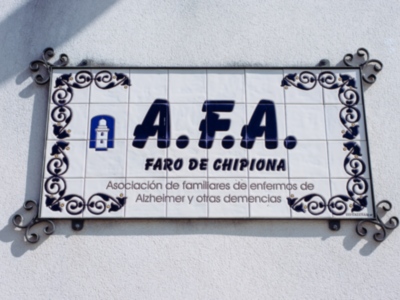 A.F.A.
FARO DE CHIPIONA
Asociación de familiares de enfermos de
Alzheimer y otras demencias